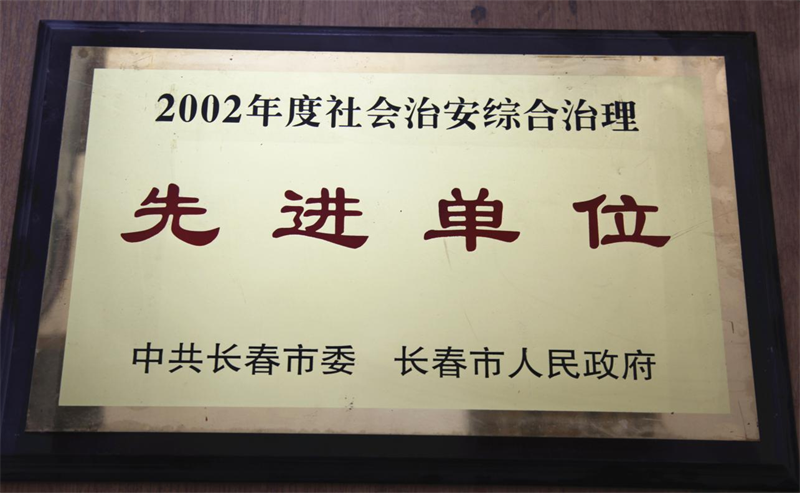 2002年度社会治安综合治理
先进单位
中共长春市委 长春市人民政府